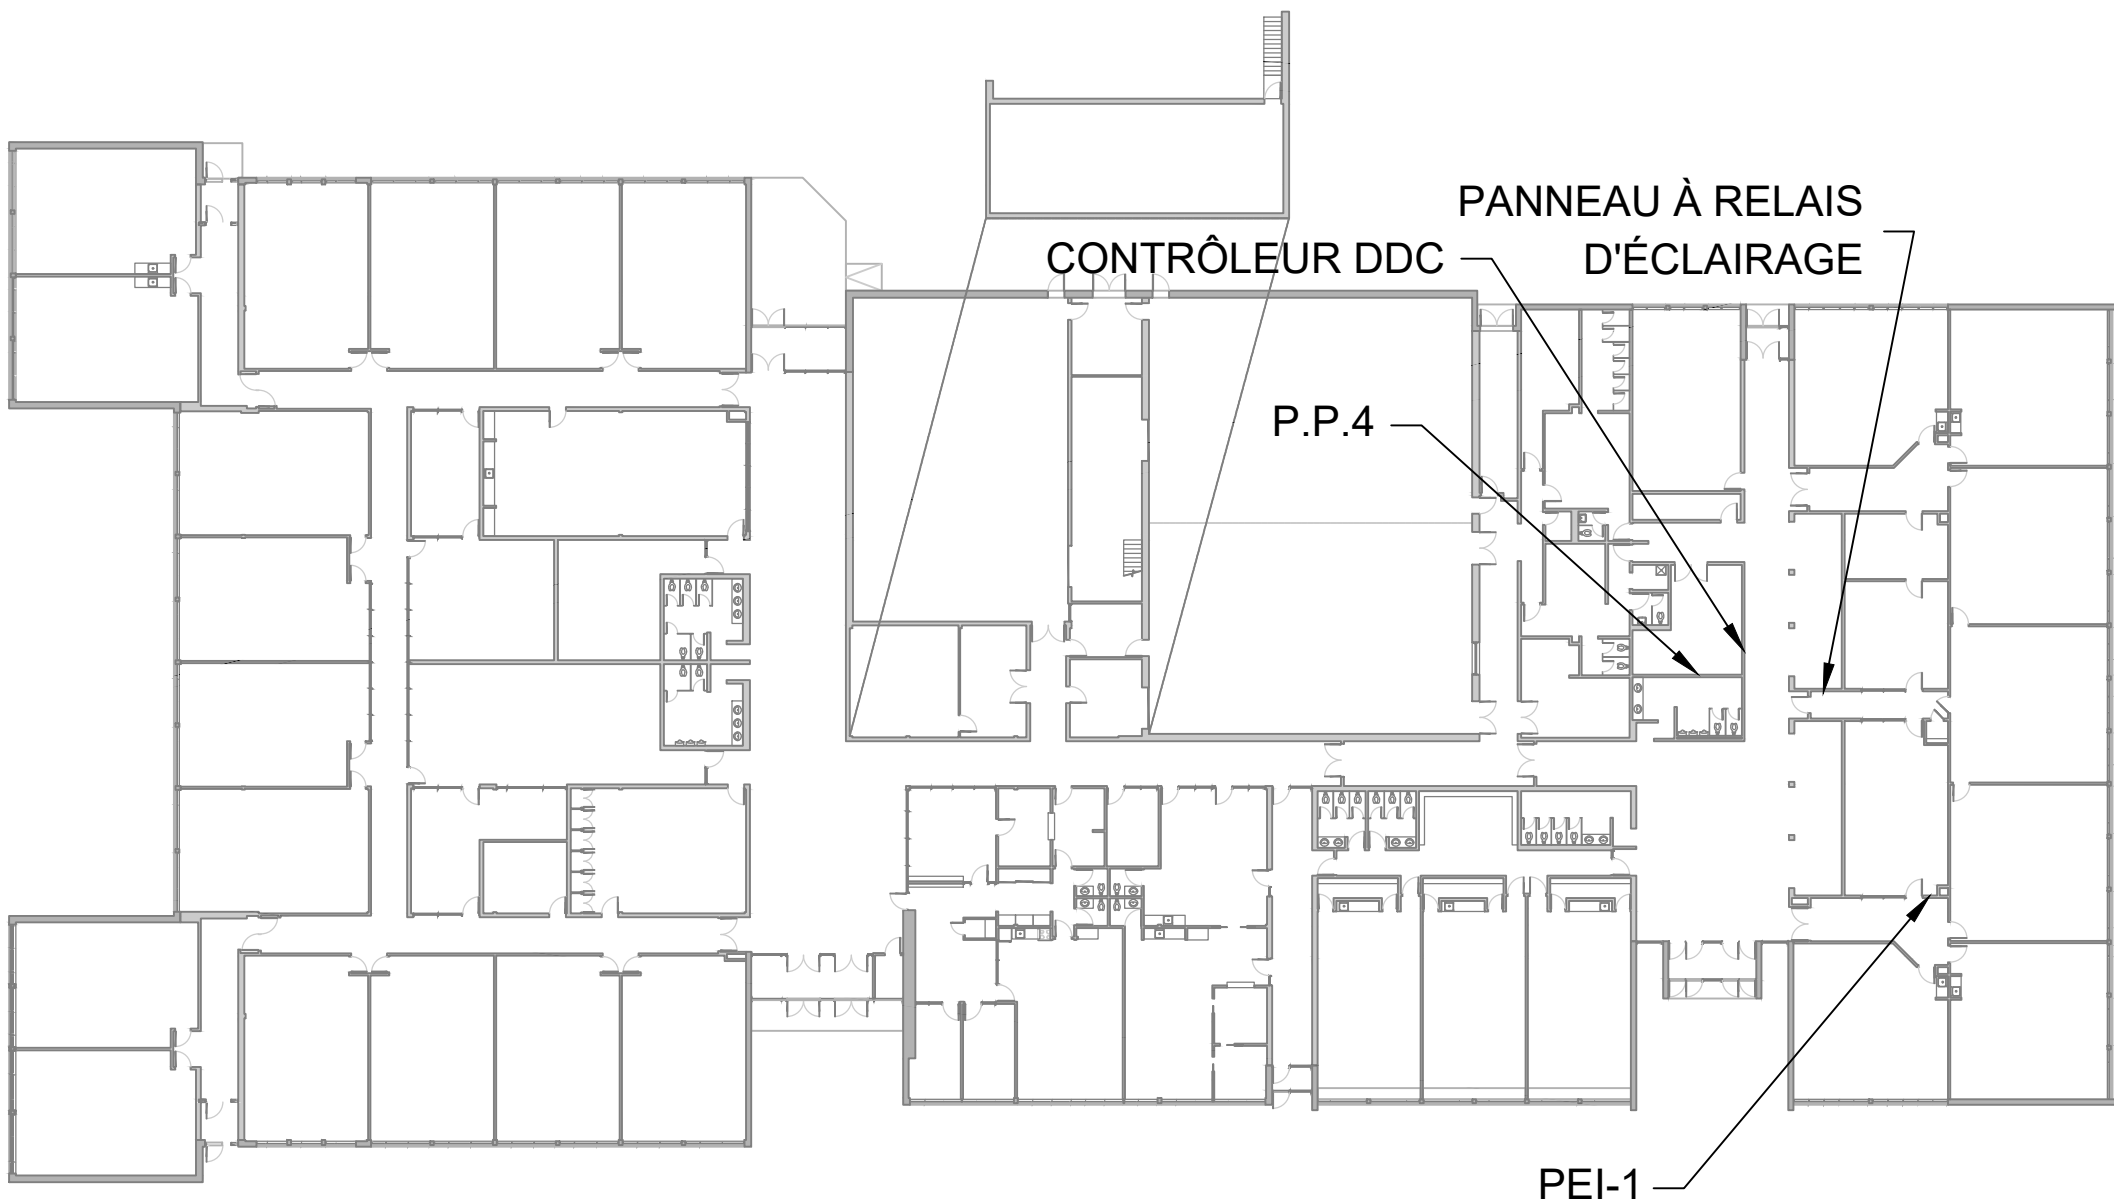 PANNEAU À RELAIS
D'ÉCLAIRAGE
CONTRÔLEUR DDC
P.P.4
PEI-1